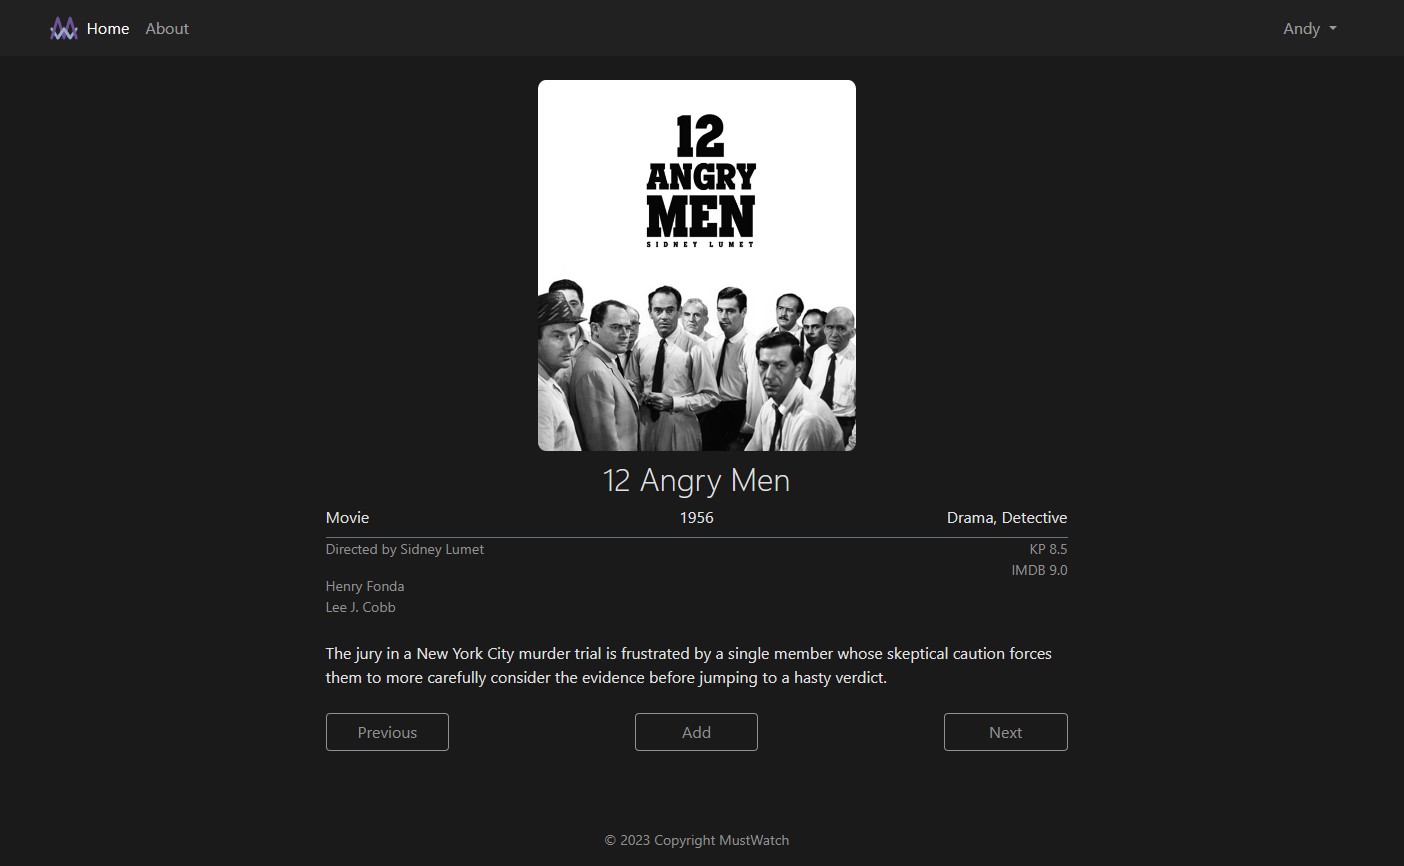 Home About Andy
12
ANGRY
MEN
SIDNEY LUMET
12 Angry Men
Movie 1956 Drama, Detective
Directed by Sidney Lumet KP 8.5
IMDB 9.0
Henry Fonda
Lee J. Cobb
The jury in a New York City murder trial is frustrated by a single member whose skeptical caution forces
them to more carefully consider the evidence before jumping to a hasty verdict.
Previous Add Next
© 2023 Copyright MustWatch